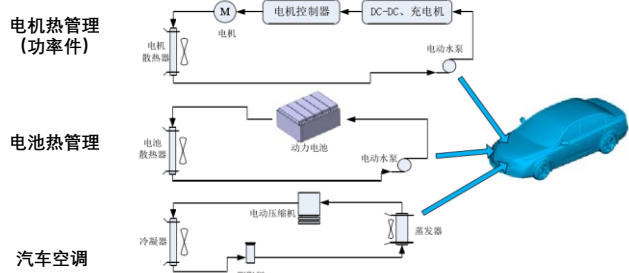 电机热管理
（功率件）
M
电机控制器
DC-DC、充电机
电机
电机
散热器
电动水泵
电池热管理
电池
散热器
动力电池
电动水泵
汽车空调
电动压缩机
冷凝器
蒸发器